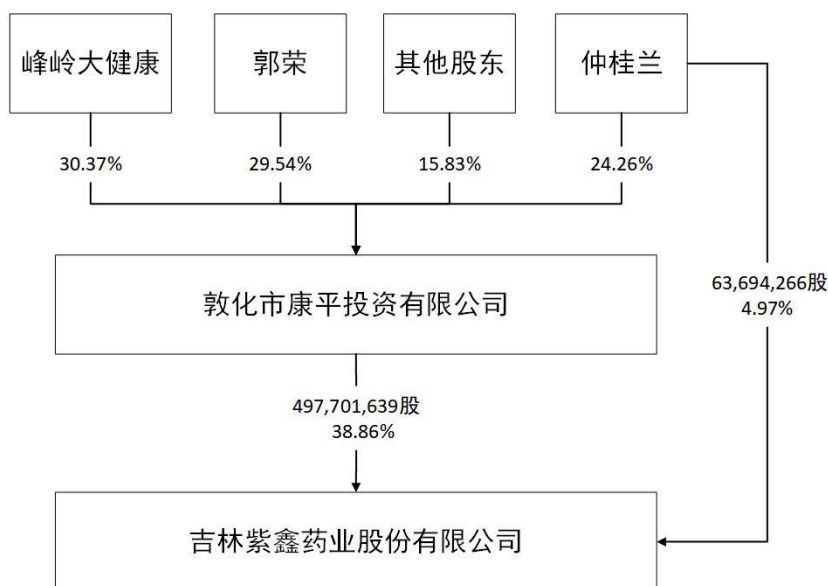 峰岭大健康
郭荣
其他股东
仲桂兰
30.37%
29.54%
15.83%
24.26%
敦化市康平投资有限公司
63,694,266股
4.97%
497,701,639股
38.86%
吉林紫鑫药业股份有限公司